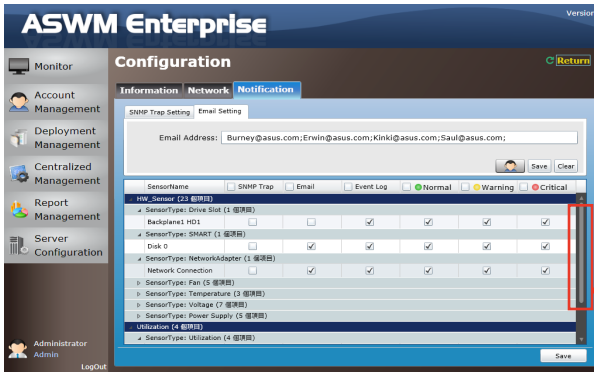 ASWM Enterprise
Version
Monitor
Account
Management
Deployment
Management
Centralized
Management
Report
Management
Server
Configuration
Administrator
Admin
LogOut
Configuration
Return
Information Network Notification
SNMP Trap Setting Email Setting
Email Address: Burney@asus.com;Erwin@asus.com;Kinki@asus.com;Saul@asus.com;
Save Clear
SensorName SNMP Trap Email Event Log Normal Warning Critical
HW_Sensor (23 個項目)
SensorType: Drive Slot (1 個項目)
Backplane1 HD1
SensorType: SMART (1 個項目)
Disk 0
SensorType: NetworkAdapter (1 個項目)
Network Connection
SensorType: Fan (5 個項目)
SensorType: Temperature (3 個項目)
SensorType: Voltage (7 個項目)
SensorType: Power Supply (5 個項目)
Utilization (4 個項目)
SensorType: Utilization (4 個項目)
Save